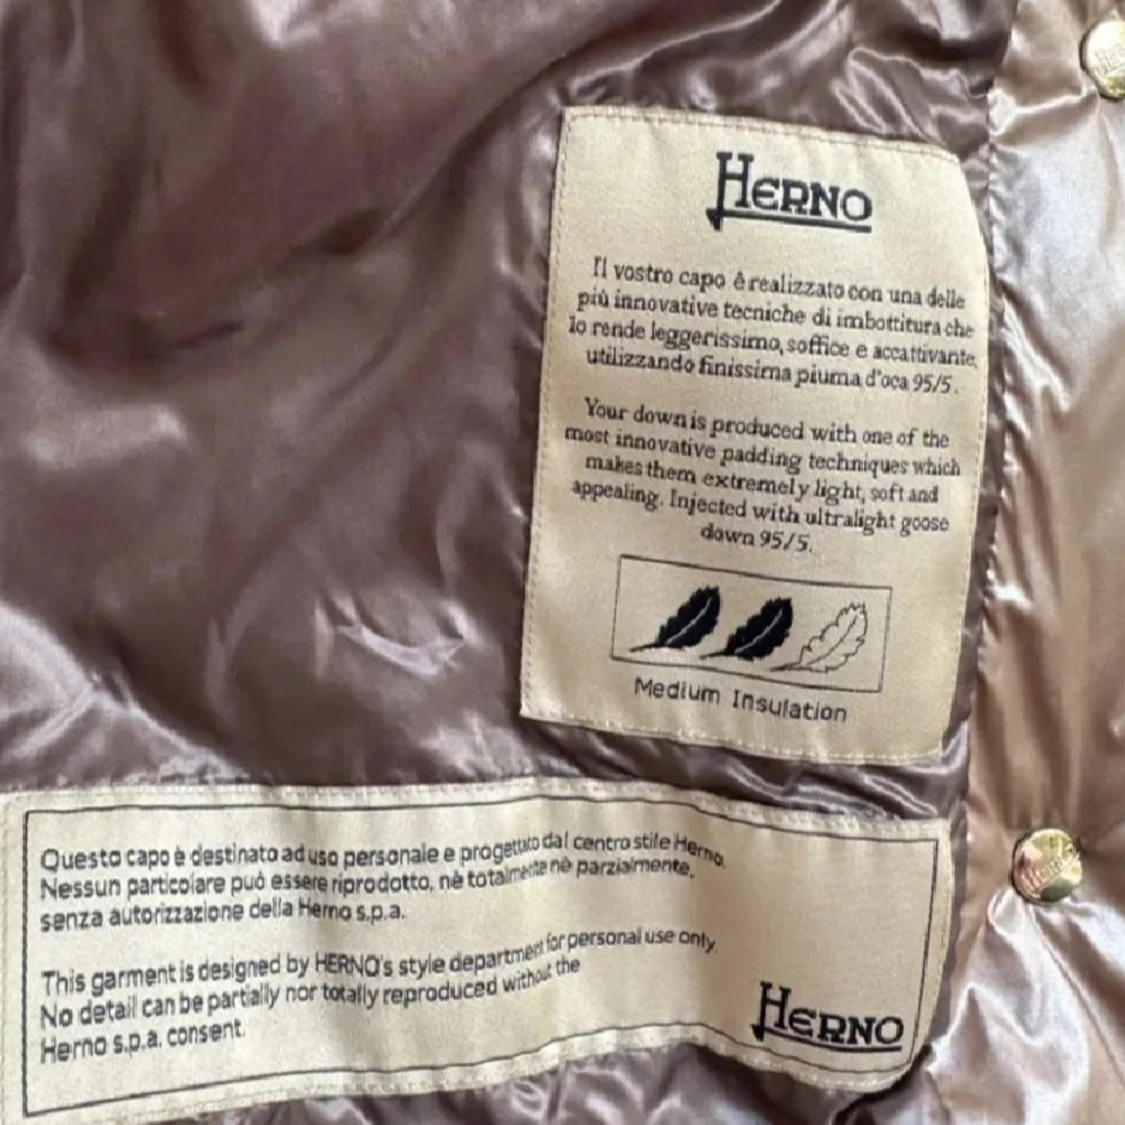 HERNO
Il vostro capo è realizzato con una delle
più innovative tecniche di imbottitura che
lo rende leggerissimo, soffice e accattivante,
utilizzando finissima piuma d'oca 95/5.
Your down is produced with one of the
most innovative padding techniques which
makes them extremely light, soft and
appealing. Injected with ultralight goose
down 95/5.
Medium Insulation
Questo capo è destinato ad uso personale e progettato dal centro stile Herno.
Nessun particolare può essere riprodotto, nè totalmente nè parzialmente,
senza autorizzazione della Herno s.p.a.
This garment is designed by HERNO's style department for personal use only.
No detail can be partially nor totally reproduced without the
Herno s.p.a. consent.
HERNO
HERNO